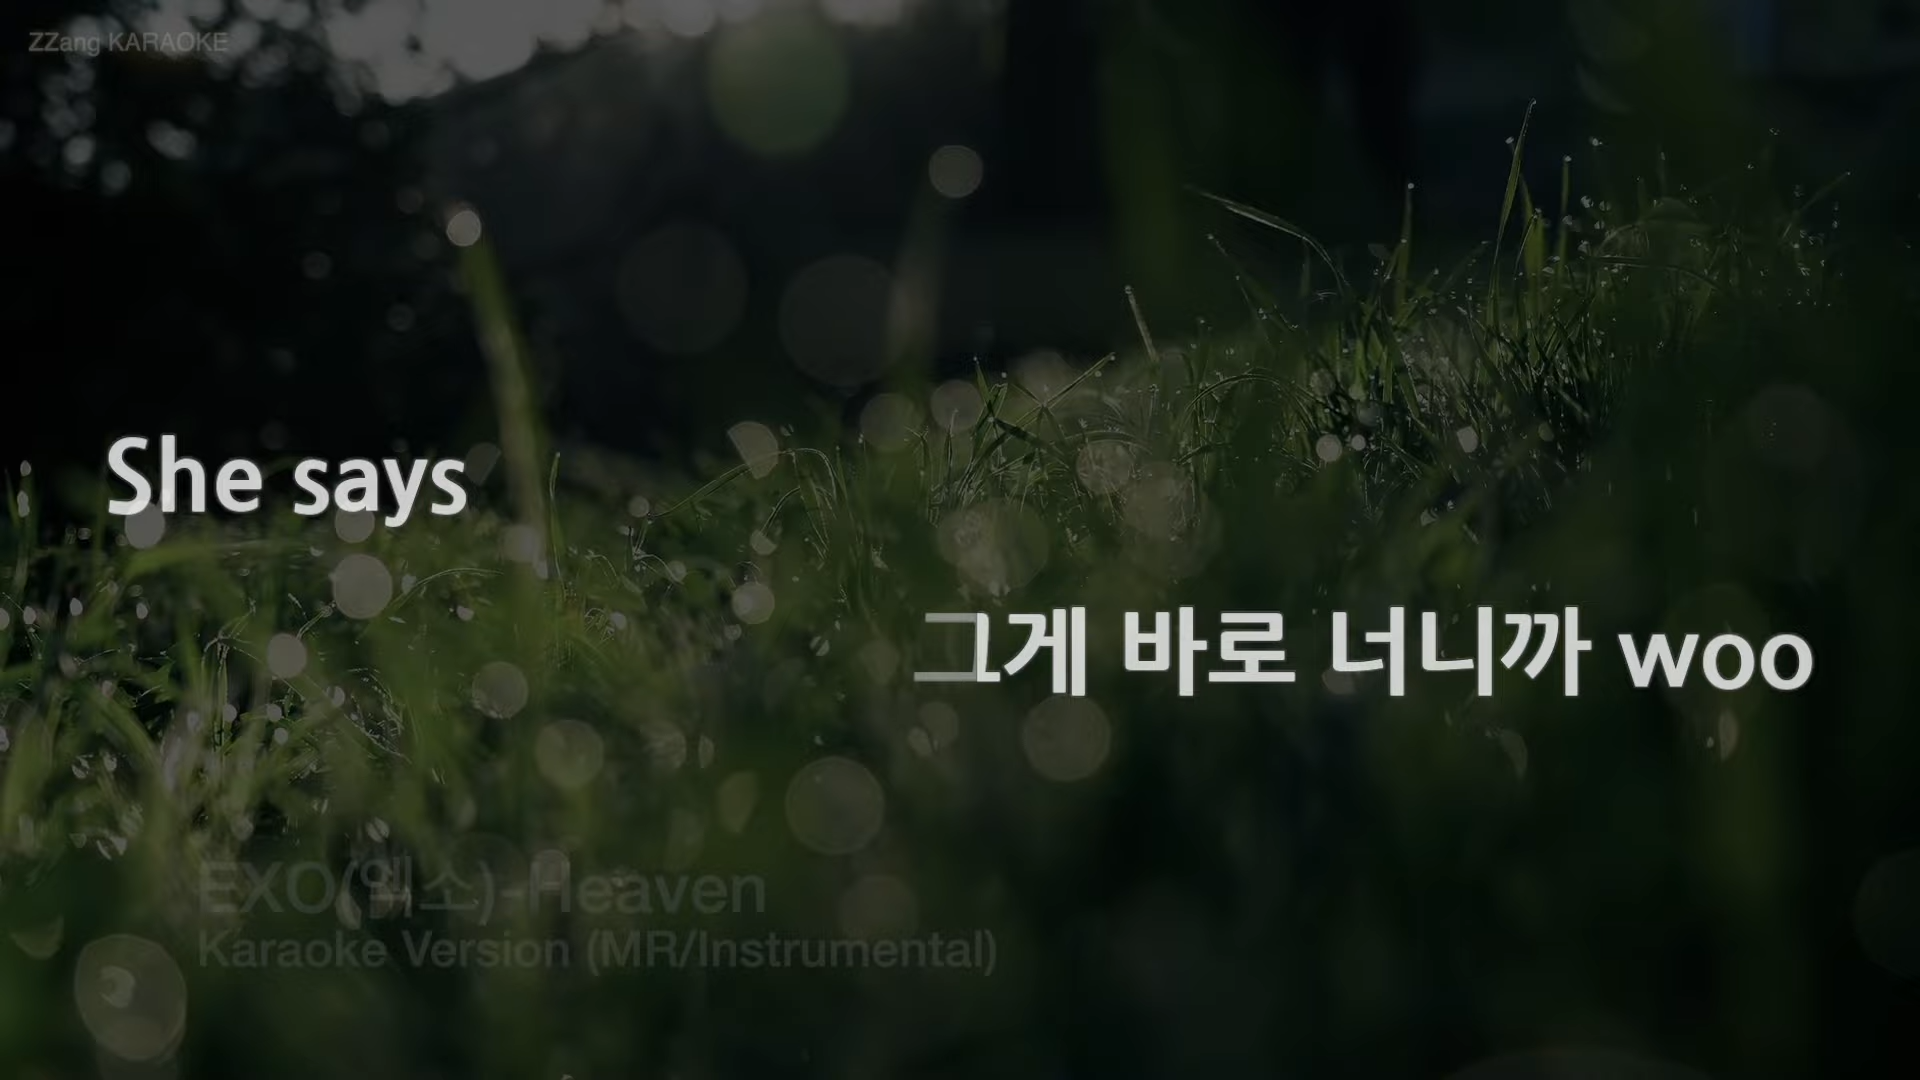 ZZang KARAOKE
She says
그게 바로 너니까 woo
EXO(엑소)-Heaven
Karaoke Version (MR/Instrumental)